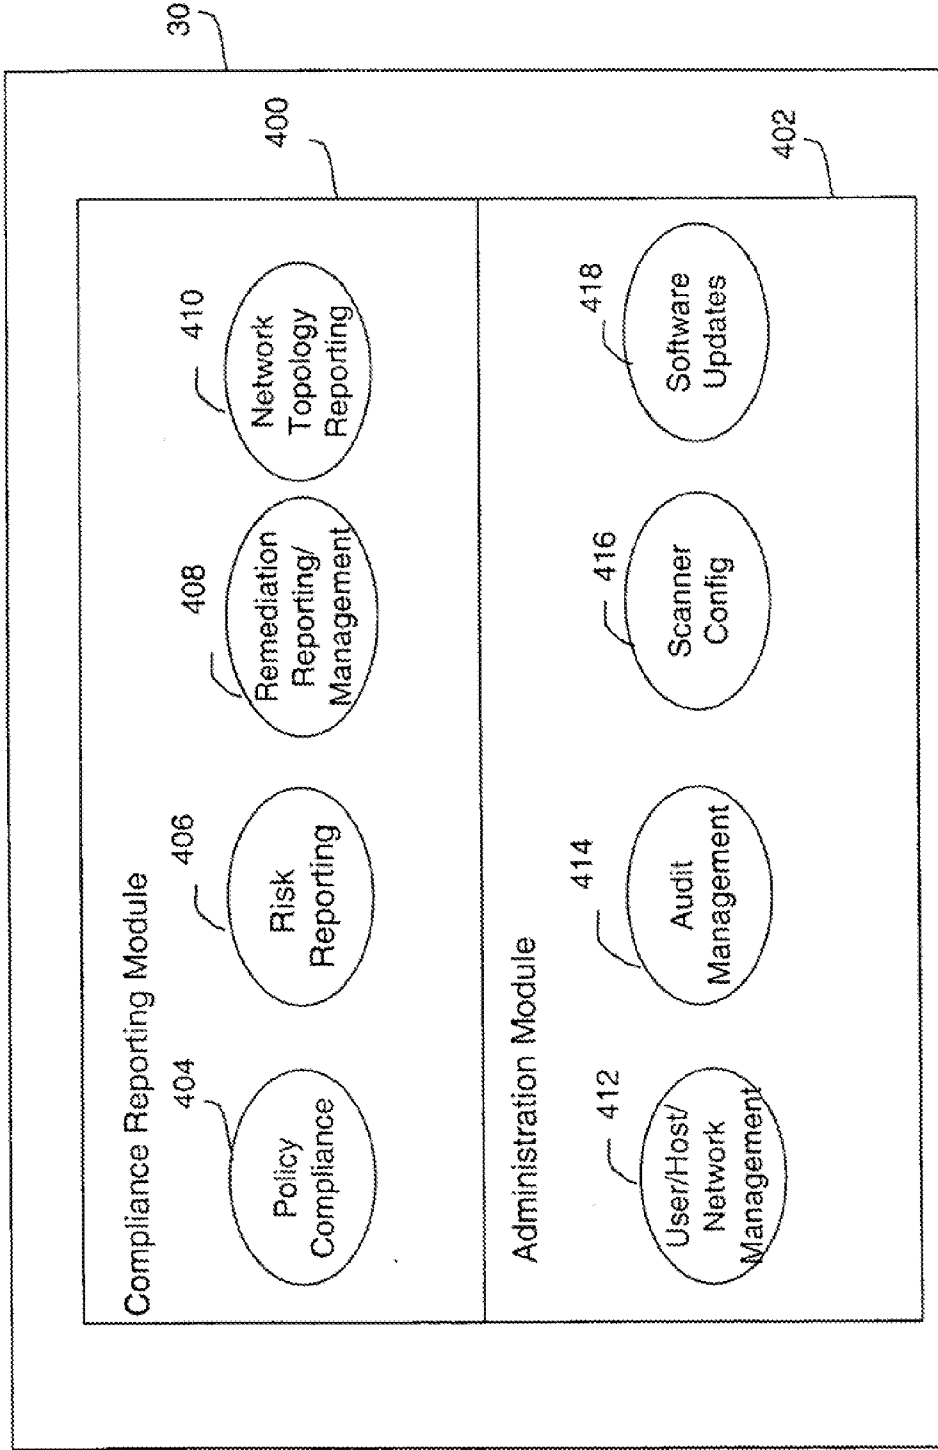 30
400
Compliance Reporting Module
404
Policy
Compliance
406
Risk
Reporting
408
Remediation
Reporting/
Management
410
Network
Topology
Reporting
402
Administration Module
412
User/Host/
Network
Management
414
Audit
Management
416
Scanner
Config
418
Software
Updates